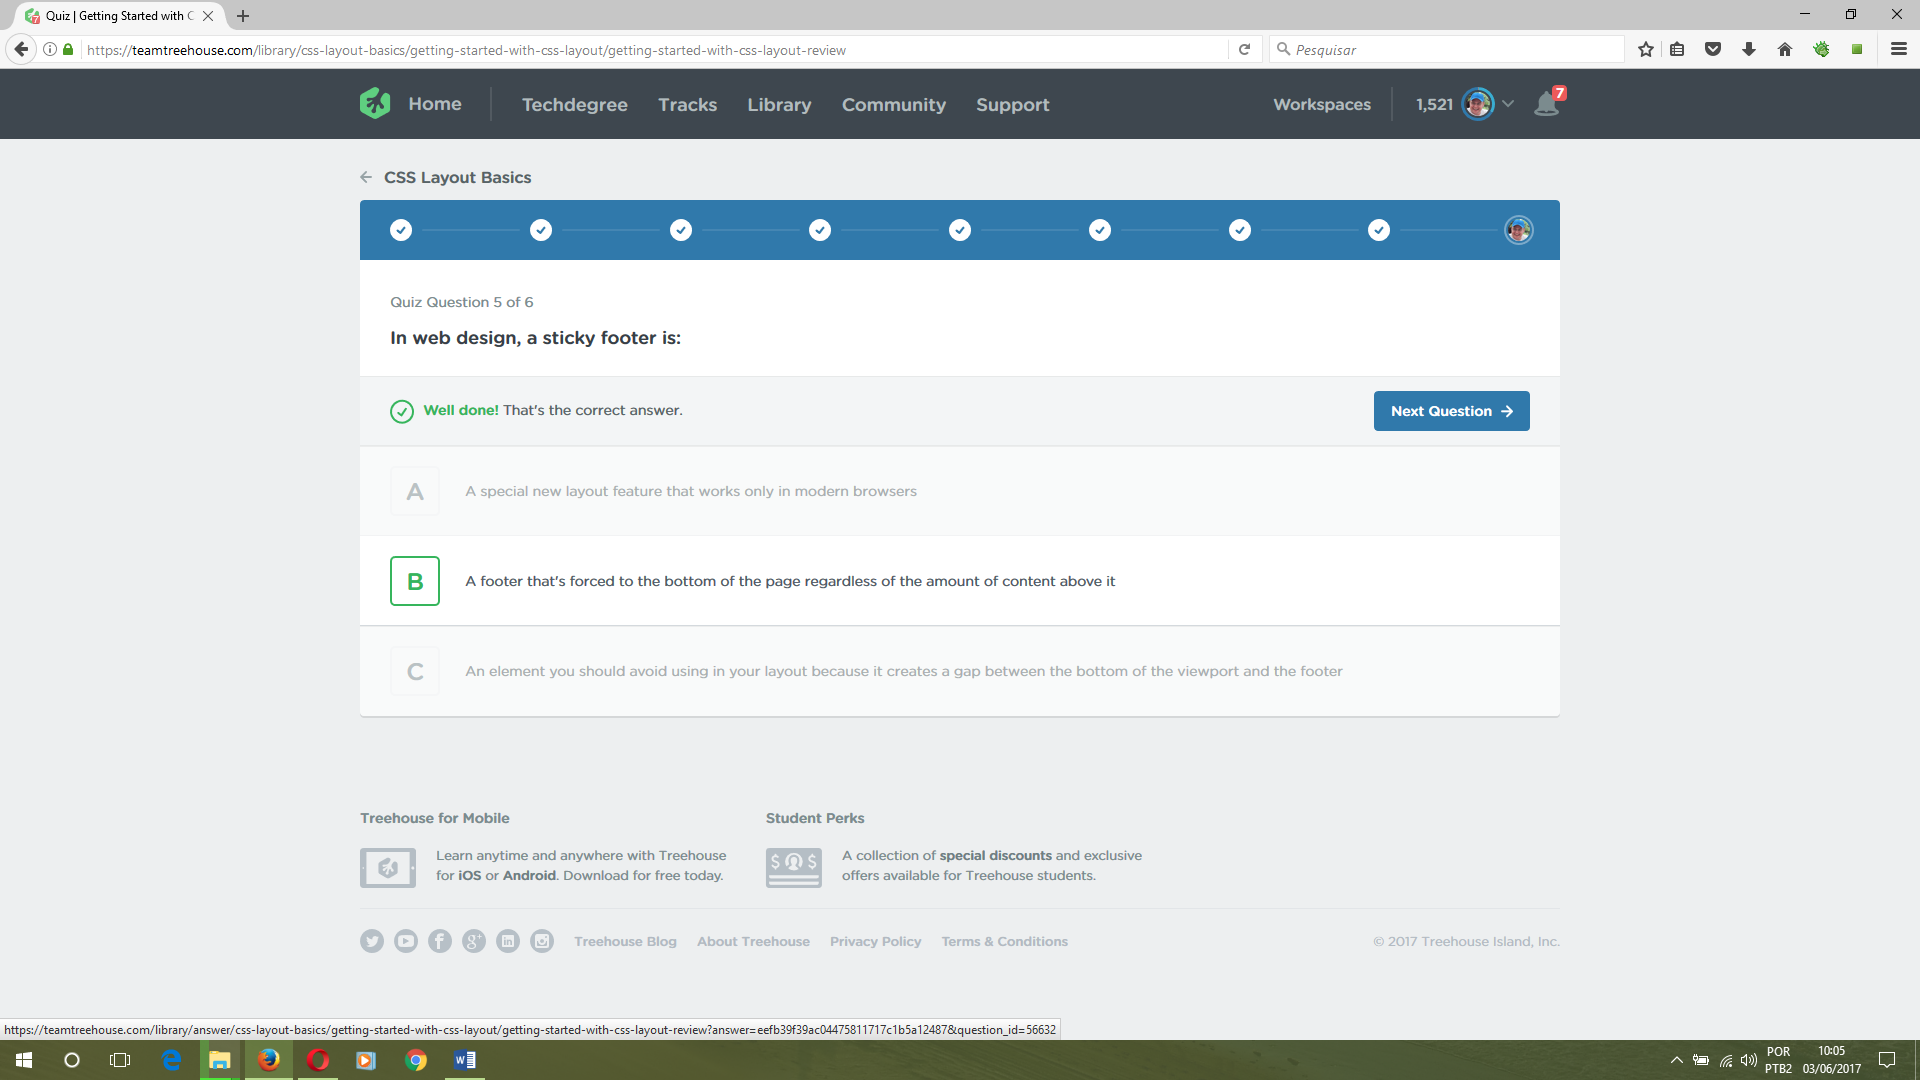 Quiz | Getting Started with C
https://teamtreehouse.com/library/css-layout-basics/getting-started-with-css-layout/getting-started-with-css-layout-review
Pesquisar
Home
Techdegree
Tracks
Library
Community
Support
Workspaces
1,521
7
CSS Layout Basics
Quiz Question 5 of 6
In web design, a sticky footer is:
Well done! That's the correct answer.
Next Question
A
A special new layout feature that works only in modern browsers
B
A footer that's forced to the bottom of the page regardless of the amount of content above it
C
An element you should avoid using in your layout because it creates a gap between the bottom of the viewport and the footer
Treehouse for Mobile
Learn anytime and anywhere with Treehouse
for iOS or Android. Download for free today.
Student Perks
A collection of special discounts and exclusive
offers available for Treehouse students.
Treehouse Blog
About Treehouse
Privacy Policy
Terms & Conditions
© 2017 Treehouse Island, Inc.
https://teamtreehouse.com/library/answer/css-layout-basics/getting-started-with-css-layout/getting-started-with-css-layout-review?answer=eefb39f39ac04475811717c1b5a12487&question_id=56632
POR
PTB2
10:05
03/06/2017